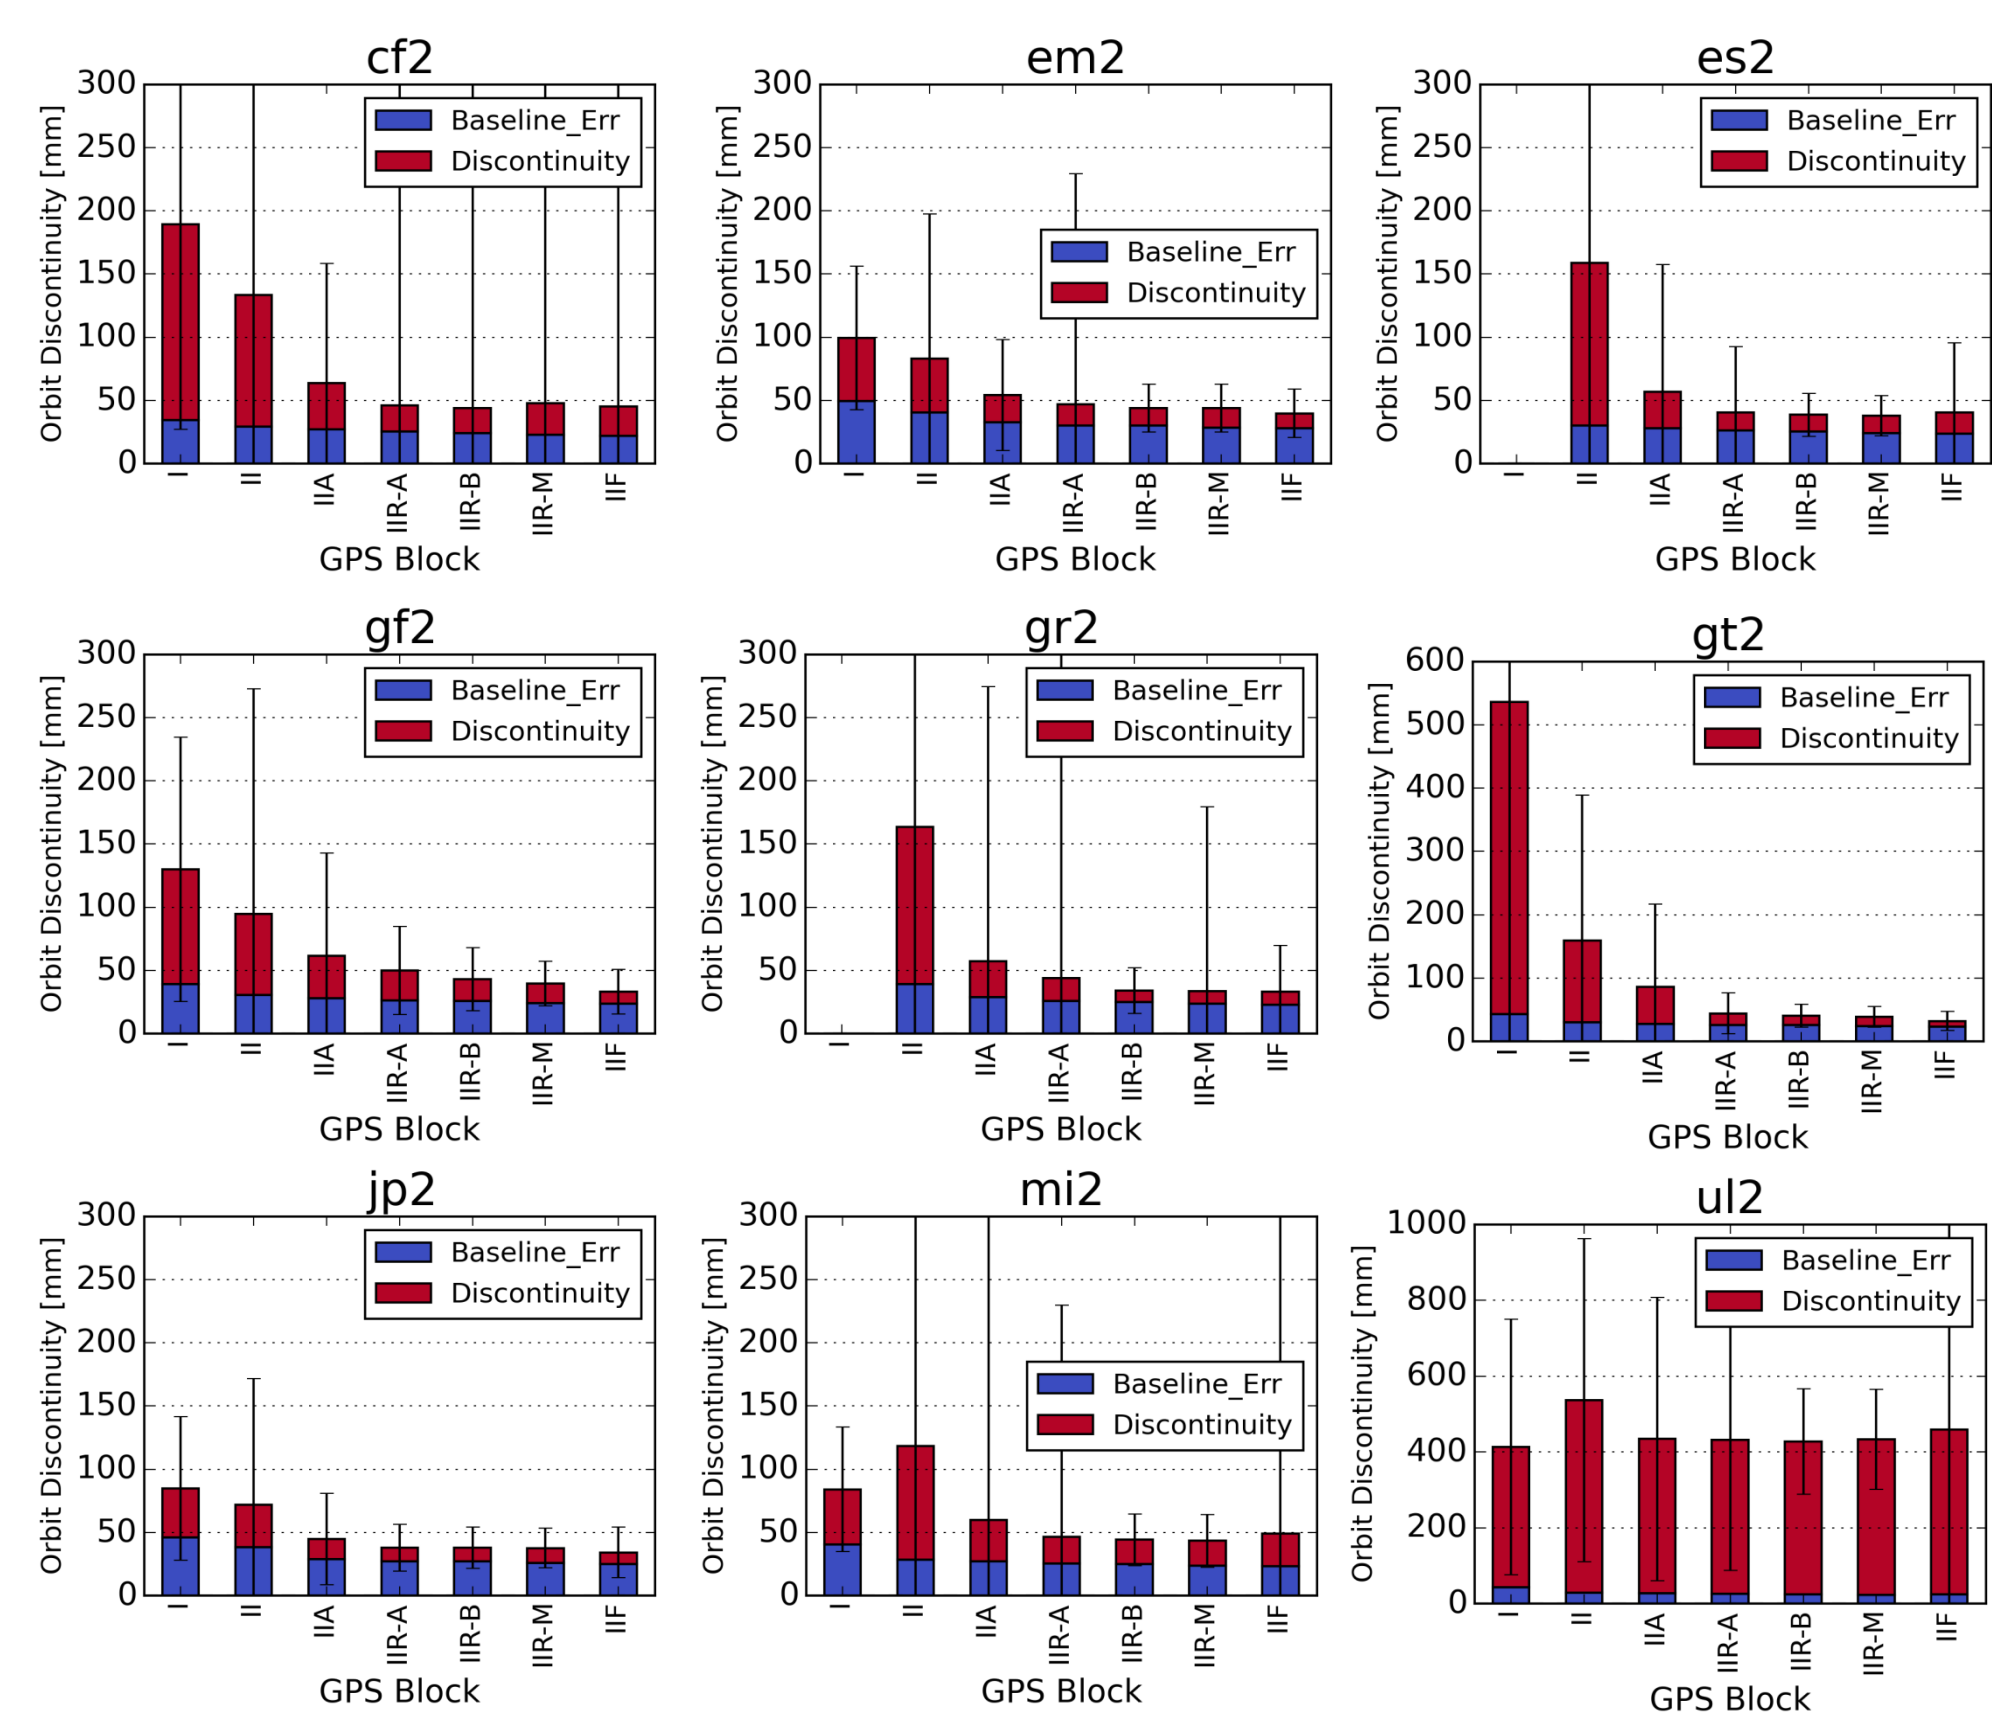 cf2
300
250
200
150
100
50
0
Orbit Discontinuity [mm]
Baseline_Err
Discontinuity
I
II
IIA
IIR-A
IIR-B
IIR-M
IIF
GPS Block
em2
300
250
200
150
100
50
0
Orbit Discontinuity [mm]
Baseline_Err
Discontinuity
I
II
IIA
IIR-A
IIR-B
IIR-M
IIF
GPS Block
es2
300
250
200
150
100
50
0
Orbit Discontinuity [mm]
Baseline_Err
Discontinuity
I
II
IIA
IIR-A
IIR-B
IIR-M
IIF
GPS Block
gf2
300
250
200
150
100
50
0
Orbit Discontinuity [mm]
Baseline_Err
Discontinuity
I
II
IIA
IIR-A
IIR-B
IIR-M
IIF
GPS Block
gr2
300
250
200
150
100
50
0
Orbit Discontinuity [mm]
Baseline_Err
Discontinuity
I
II
IIA
IIR-A
IIR-B
IIR-M
IIF
GPS Block
gt2
600
500
400
300
200
100
0
Orbit Discontinuity [mm]
Baseline_Err
Discontinuity
I
II
IIA
IIR-A
IIR-B
IIR-M
IIF
GPS Block
jp2
300
250
200
150
100
50
0
Orbit Discontinuity [mm]
Baseline_Err
Discontinuity
I
II
IIA
IIR-A
IIR-B
IIR-M
IIF
GPS Block
mi2
300
250
200
150
100
50
0
Orbit Discontinuity [mm]
Baseline_Err
Discontinuity
I
II
IIA
IIR-A
IIR-B
IIR-M
IIF
GPS Block
ul2
1000
800
600
400
200
0
Orbit Discontinuity [mm]
Baseline_Err
Discontinuity
I
II
IIA
IIR-A
IIR-B
IIR-M
IIF
GPS Block